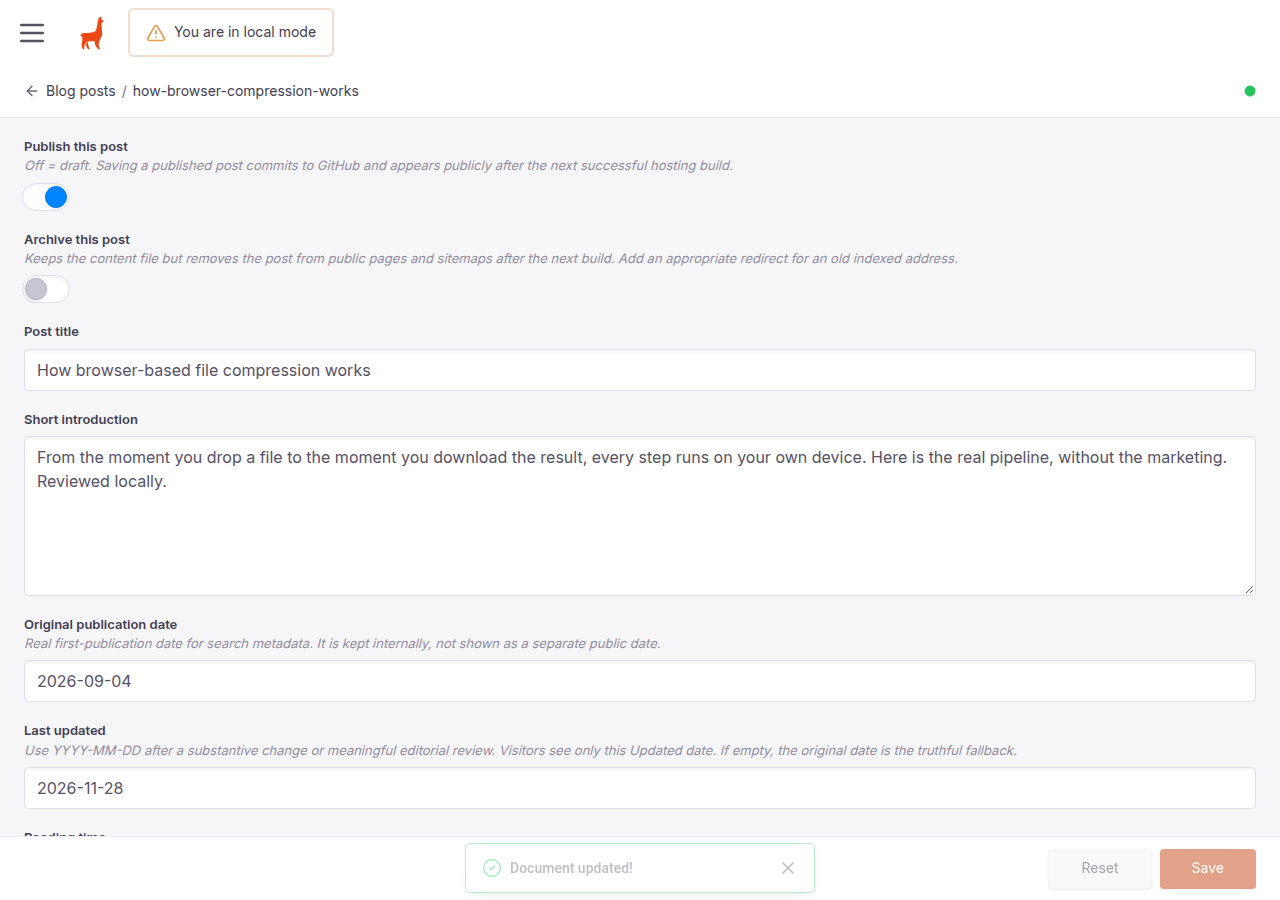 You are in local mode
Blog posts / how-browser-compression-works
Publish this post
Off = draft. Saving a published post commits to GitHub and appears publicly after the next successful hosting build.
Archive this post
Keeps the content file but removes the post from public pages and sitemaps after the next build. Add an appropriate redirect for an old indexed address.
Post title
How browser-based file compression works
Short introduction
From the moment you drop a file to the moment you download the result, every step runs on your own device. Here is the real pipeline, without the marketing.
Reviewed locally.
Original publication date
Real first-publication date for search metadata. It is kept internally, not shown as a separate public date.
2026-09-04
Last updated
Use YYYY-MM-DD after a substantive change or meaningful editorial review. Visitors see only this Updated date. If empty, the original date is the truthful fallback.
2026-11-28
Reading time
Document updated!
Reset
Save